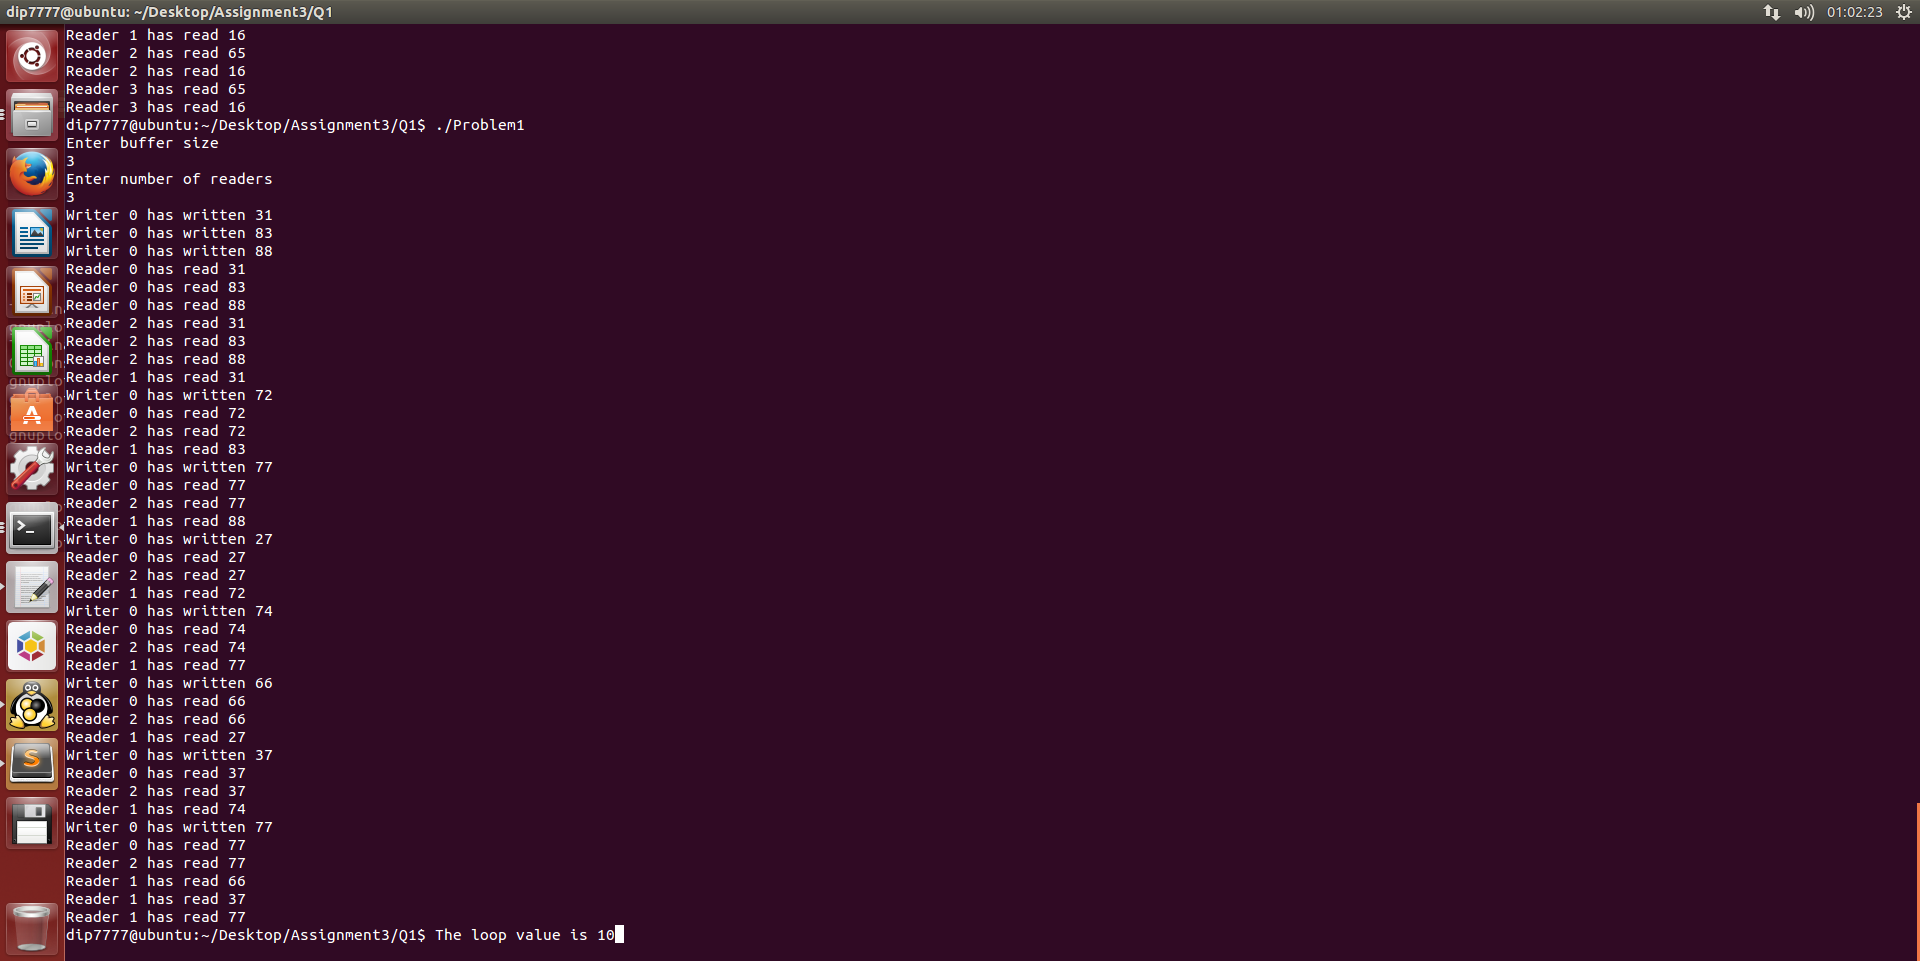 dip7777@ubuntu: ~/Desktop/Assignment3/Q1
01:02:23
Reader 1 has read 16
Reader 2 has read 65
Reader 2 has read 16
Reader 3 has read 65
Reader 3 has read 16
dip7777@ubuntu:~/Desktop/Assignment3/Q1$ ./Problem1
Enter buffer size
3
Enter number of readers
3
Writer 0 has written 31
Writer 0 has written 83
Writer 0 has written 88
Reader 0 has read 31
Reader 0 has read 83
Reader 0 has read 88
Reader 2 has read 31
Reader 2 has read 83
Reader 2 has read 88
Reader 1 has read 31
Writer 0 has written 72
Reader 0 has read 72
Reader 2 has read 72
Reader 1 has read 83
Writer 0 has written 77
Reader 0 has read 77
Reader 2 has read 77
Reader 1 has read 88
Writer 0 has written 27
Reader 0 has read 27
Reader 2 has read 27
Reader 1 has read 72
Writer 0 has written 74
Reader 0 has read 74
Reader 2 has read 74
Reader 1 has read 77
Writer 0 has written 66
Reader 0 has read 66
Reader 2 has read 66
Reader 1 has read 27
Writer 0 has written 37
Reader 0 has read 37
Reader 2 has read 37
Reader 1 has read 74
Writer 0 has written 77
Reader 0 has read 77
Reader 2 has read 77
Reader 1 has read 66
Reader 1 has read 37
Reader 1 has read 77
dip7777@ubuntu:~/Desktop/Assignment3/Q1$ The loop value is 10